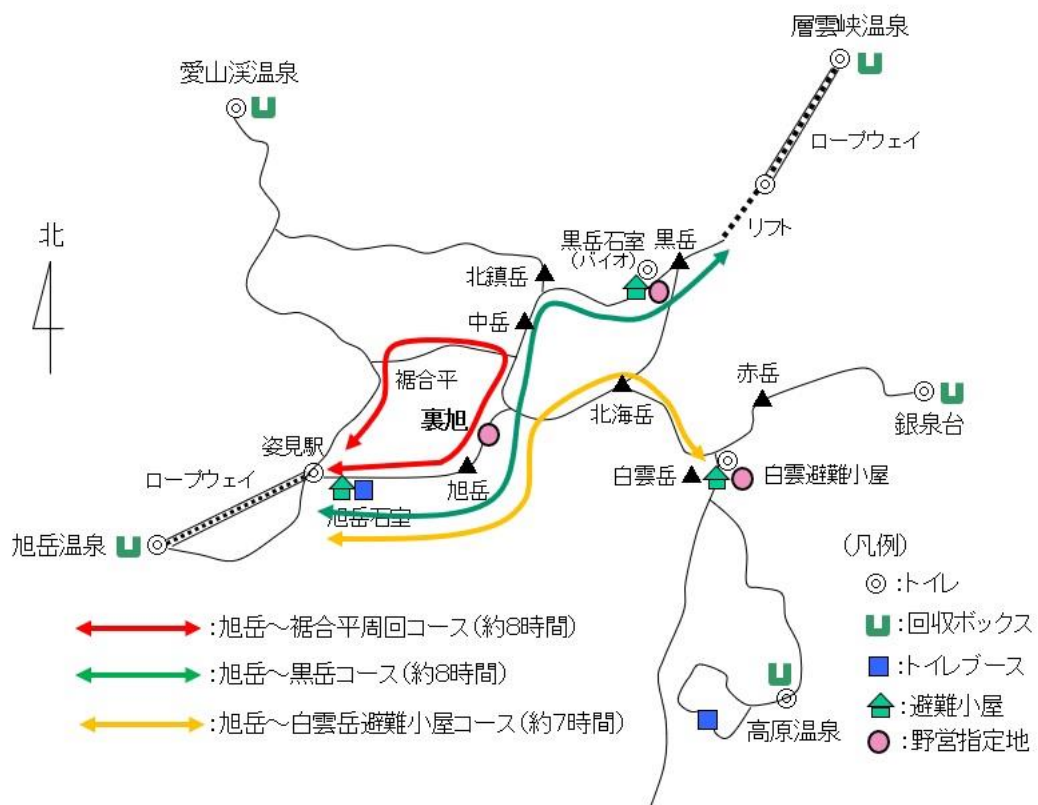 層雲峡温泉
愛山渓温泉
ロープウェイ
北
リフト
黒岳石室
(バイオ)
黒岳
北鎮岳
中岳
裾合平
赤岳
北海岳
銀泉台
裏旭
姿見駅
ロープウェイ
旭岳
白雲岳
白雲避難小屋
旭岳石室
旭岳温泉
(凡例)
:トイレ
:回収ボックス
:トイレブース
:避難小屋
:野営指定地
:旭岳～裾合平周回コース(約8時間)
:旭岳～黒岳コース(約8時間)
:旭岳～白雲岳避難小屋コース(約7時間)
高原温泉